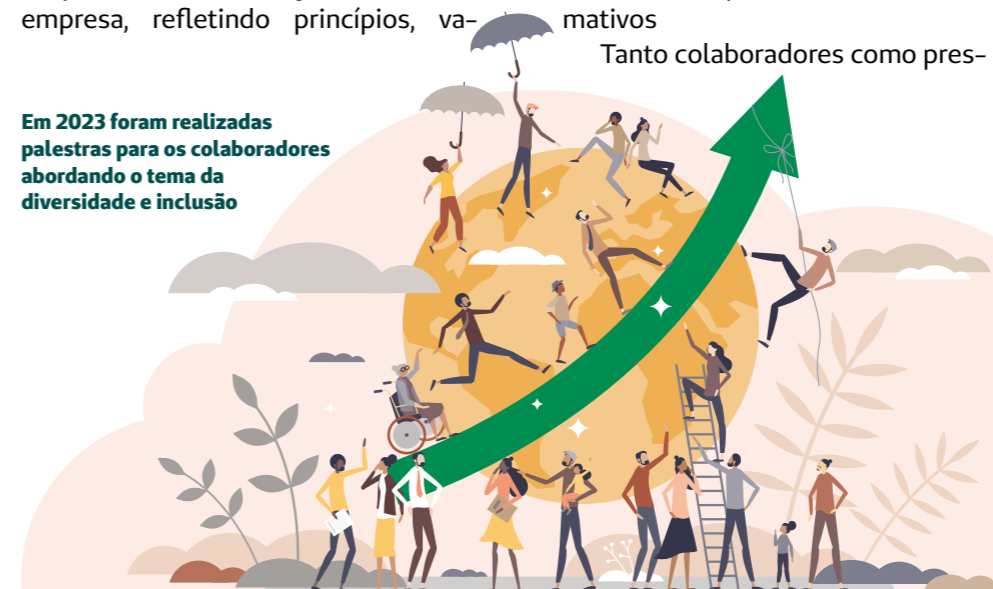 empresa, refletindo princípios, va-
mativos
Tanto colaboradores como pres-
Em 2023 foram realizadas
palestras para os colaboradores
abordando o tema da
diversidade e inclusão